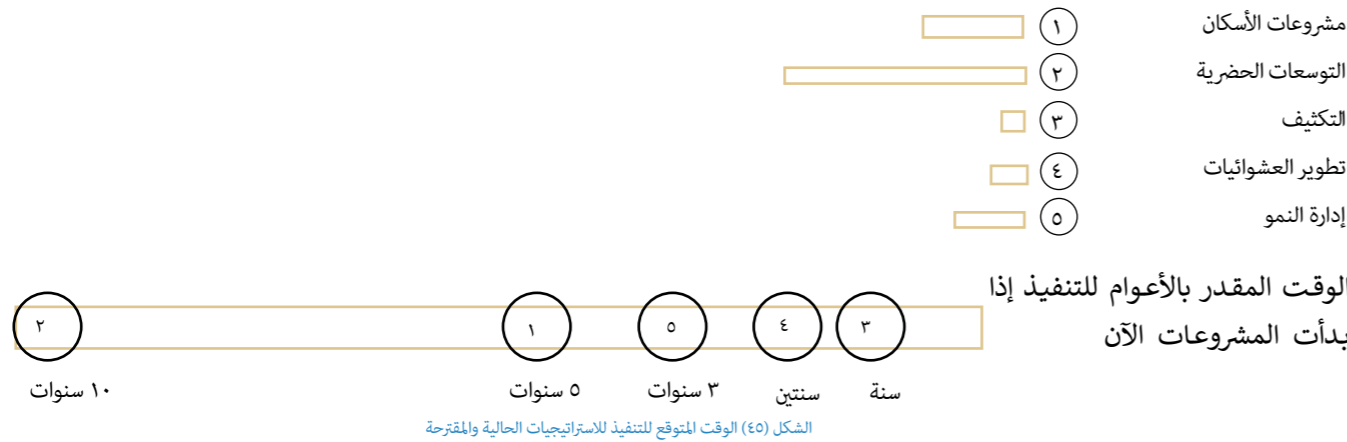 مشروعات الأسكان ١
التوسعات الحضرية ٢
التكثيف ٣
تطوير العشوائيات ٤
إدارة النمو ٥
الوقت المقدر بالأعوام للتنفيذ إذا
بدأت المشروعات الآن
٣ ٤ ٥ ١ ٢
سنة سنتين ٣ سنوات ٥ سنوات ١٠ سنوات
الشكل (٤٥) الوقت المتوقع للتنفيذ للاستراتيجيات الحالية والمقترحة